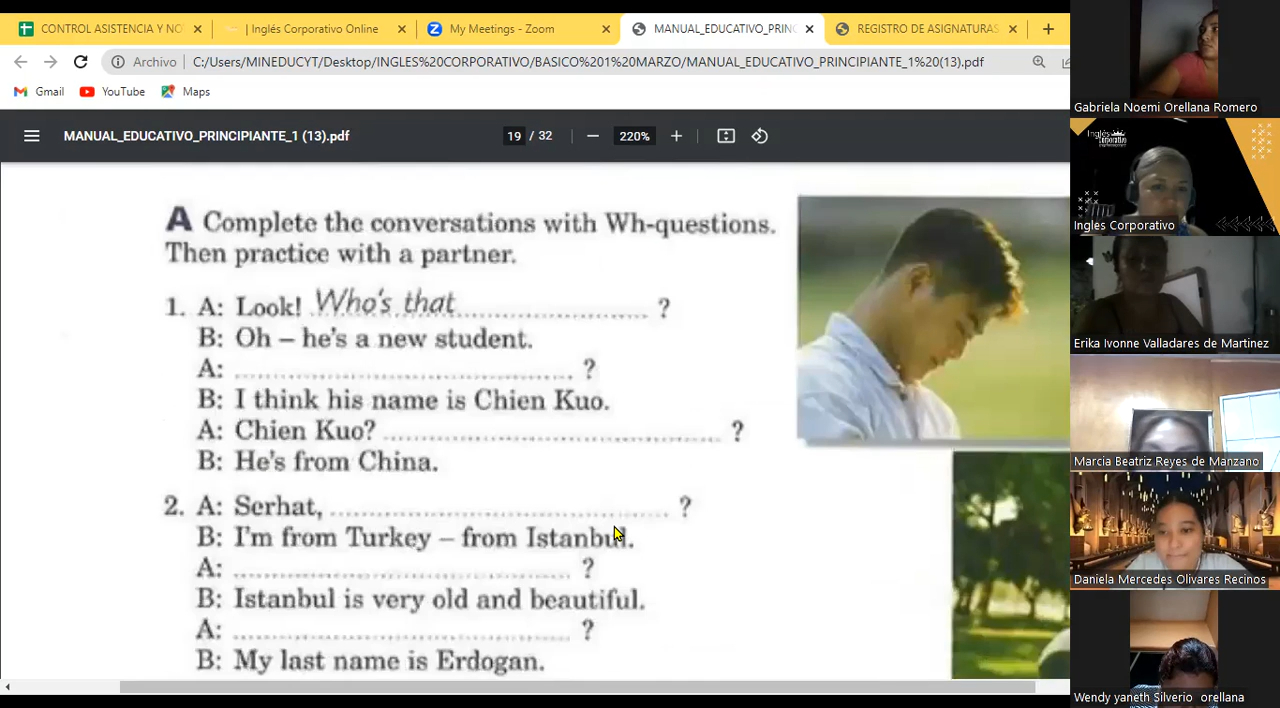 CONTROL ASISTENCIA Y NO
| Inglés Corporativo Online
My Meetings - Zoom
MANUAL_EDUCATIVO_PRINC
REGISTRO DE ASIGNATURAS
Archivo C:/Users/MINEDUCYT/Desktop/INGLES%20CORPORATIVO/BASICO%201%20MARZO/MANUAL_EDUCATIVO_PRINCIPIANTE_1%20(13).pdf
Gmail YouTube Maps
MANUAL_EDUCATIVO_PRINCIPIANTE_1 (13).pdf 19 / 32 220%
A Complete the conversations with Wh-questions.
Then practice with a partner.
1. A: Look! Who's that ?
B: Oh – he's a new student.
A: ?
B: I think his name is Chien Kuo.
A: Chien Kuo? ?
B: He's from China.
2. A: Serhat, ?
B: I'm from Turkey – from Istanbul.
A: ?
B: Istanbul is very old and beautiful.
A: ?
B: My last name is Erdogan.
Gabriela Noemi Orellana Romero
Inglés Corporativo
Ingles Corporativo
Erika Ivonne Valladares de Martinez
Marcia Beatriz Reyes de Manzano
Daniela Mercedes Olivares Recinos
Wendy yaneth Silverio orellana